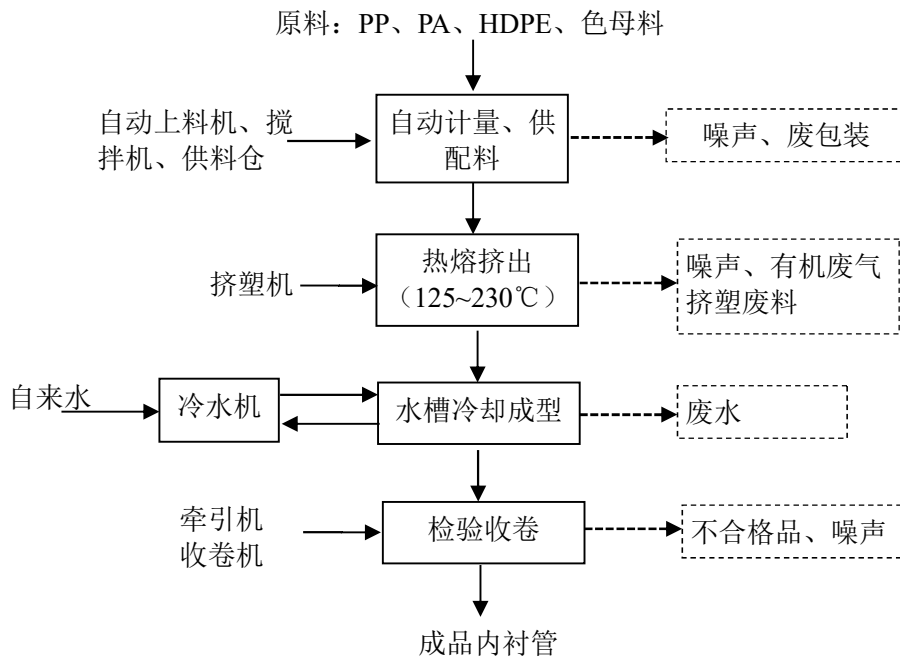 原料：PP、PA、HDPE、色母料
自动上料机、搅
拌机、供料仓
自动计量、供
配料
噪声、废包装
挤塑机
热熔挤出
（125~230℃）
噪声、有机废气
挤塑废料
自来水
冷水机
水槽冷却成型
废水
牵引机
收卷机
检验收卷
不合格品、噪声
成品内衬管